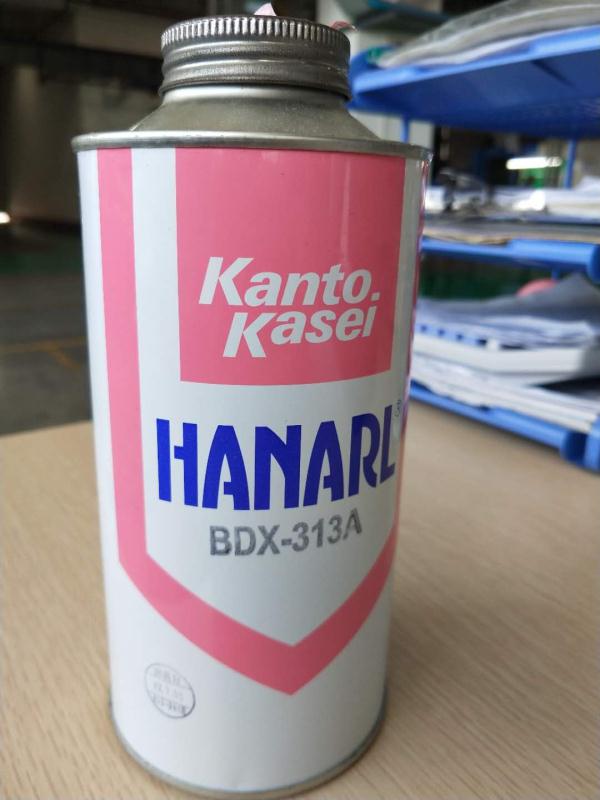 Kanto
Kasei
HANARL
BDX-313A